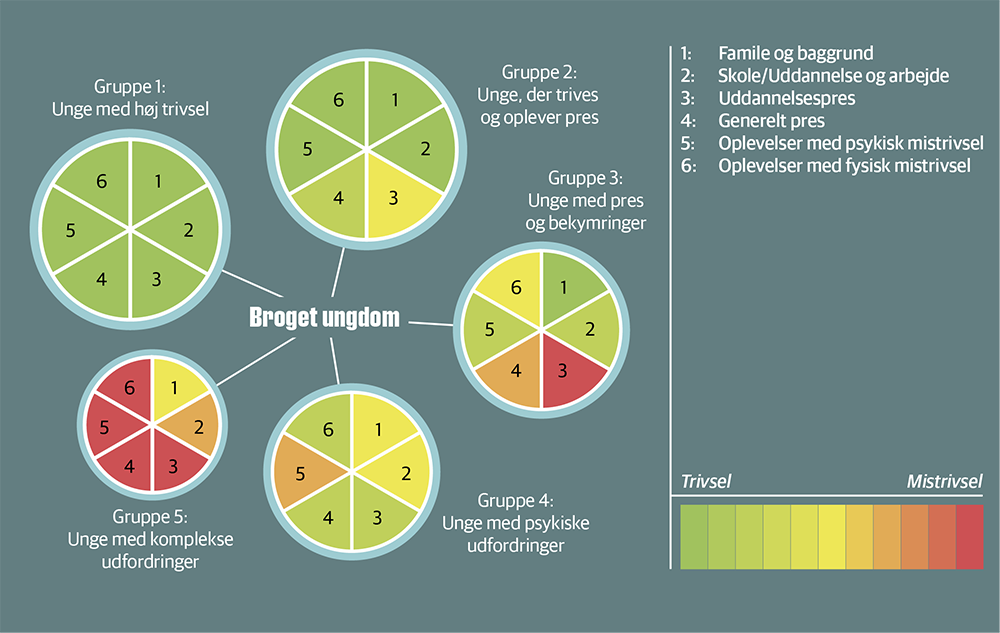 Gruppe 1:
Unge med høj trivsel
6
1
5
2
4
3
Gruppe 2:
Unge, der trives
og oplever pres
6
1
5
2
4
3
Gruppe 3:
Unge med pres
og bekymringer
6
1
5
2
4
3
Broget ungdom
6
1
5
2
4
3
Gruppe 5:
Unge med komplekse
udfordringer
6
1
5
2
4
3
Gruppe 4:
Unge med psykiske
udfordringer
1: Famile og baggrund
2: Skole/Uddannelse og arbejde
3: Uddannelsespres
4: Generelt pres
5: Oplevelser med psykisk mistrivsel
6: Oplevelser med fysisk mistrivsel
Trivsel Mistrivsel